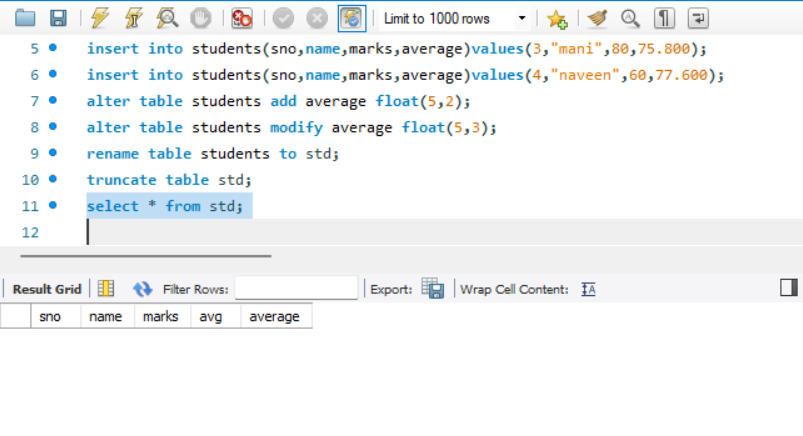 Limit to 1000 rows
5 insert into students(sno,name,marks,average)values(3,"mani",80,75.800);
6 insert into students(sno,name,marks,average)values(4,"naveen",60,77.600);
7 alter table students add average float(5,2);
8 alter table students modify average float(5,3);
9 rename table students to std;
10 truncate table std;
11 select * from std;
12
Result Grid Filter Rows: Export: Wrap Cell Content: IA
sno name marks avg average